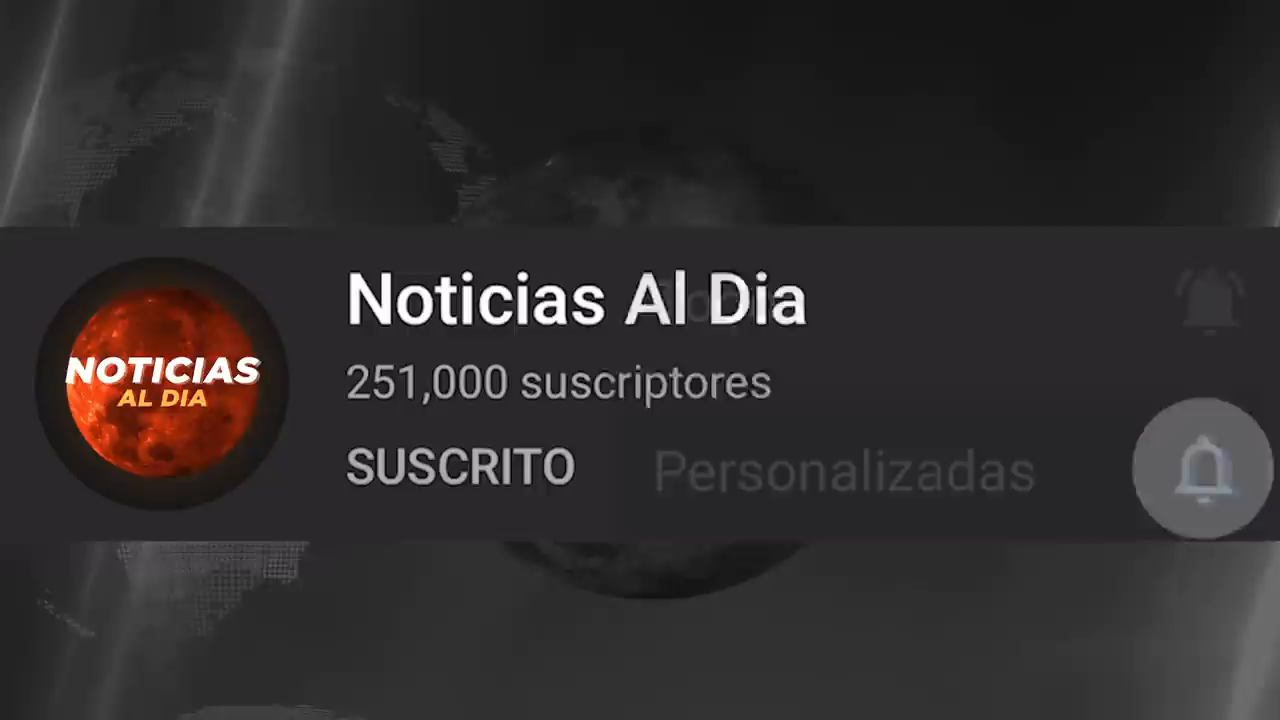 NOTICIAS
AL DIA
Noticias Al Dia
251,000 suscriptores
SUSCRITO
Personalizadas